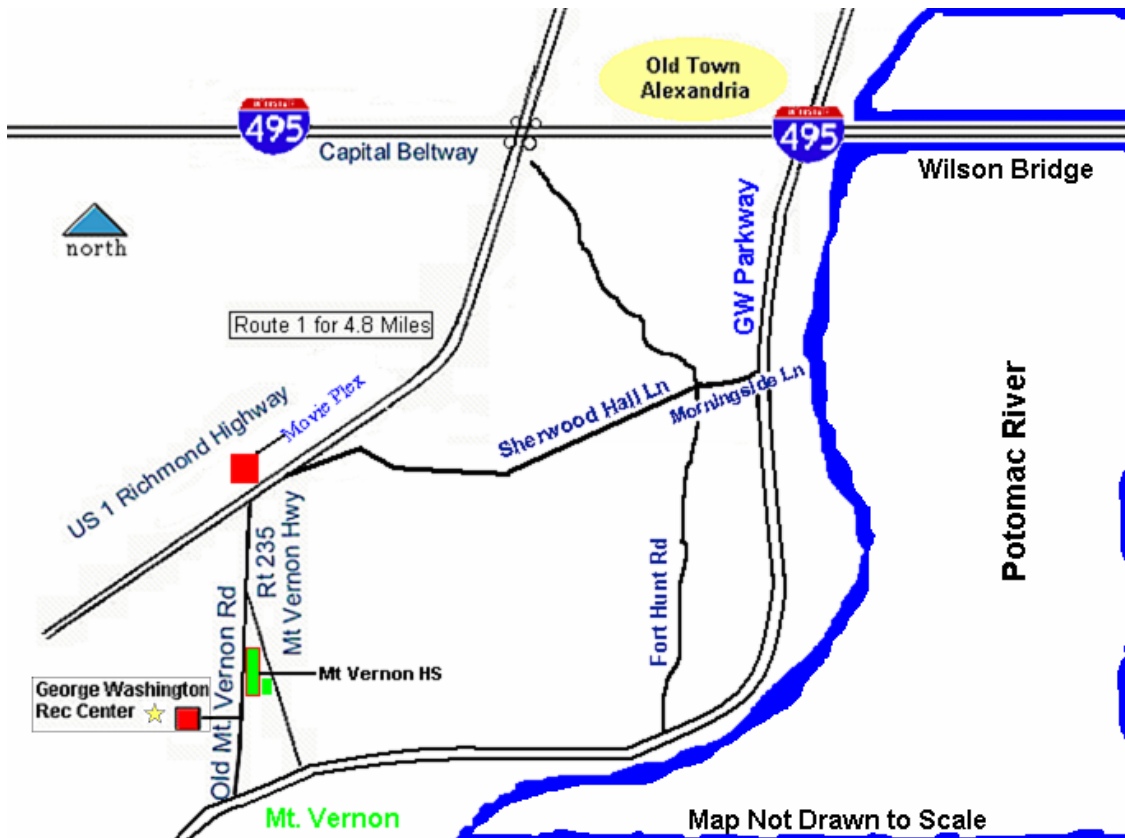 Old Town
Alexandria
INTERSTATE
495
INTERSTATE
495
Capital Beltway
Wilson Bridge
north
GW Parkway
Route 1 for 4.8 Miles
Movie Plex
US 1 Richmond Highway
Sherwood Hall Ln
Morningside Ln
Potomac River
Rt 235
Mt Vernon Hwy
Fort Hunt Rd
Old Mt. Vernon Rd
Mt Vernon HS
George Washington
Rec Center
Mt. Vernon
Map Not Drawn to Scale